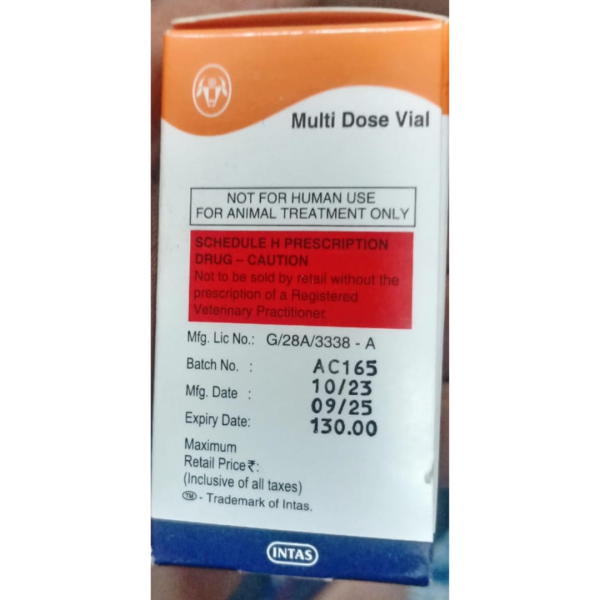 Multi Dose Vial
NOT FOR HUMAN USE
FOR ANIMAL TREATMENT ONLY
SCHEDULE H PRESCRIPTION
DRUG – CAUTION
Not to be sold by retail without the
prescription of a Registered
Veterinary Practitioner.
Mfg. Lic No.: G/28A/3338 - A
Batch No. : AC165
Mfg. Date : 10/23
Expiry Date: 09/25
130.00
Maximum
Retail Price ₹:
(Inclusive of all taxes)
TM - Trademark of Intas.
INTAS